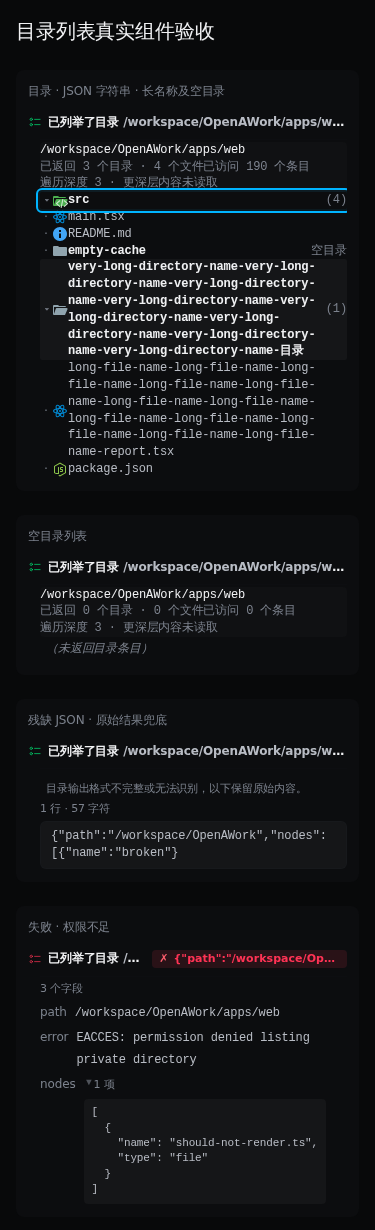 目录列表真实组件验收
目录 · JSON 字符串 · 长名称及空目录
已列举了目录 /workspace/OpenAWork/apps/w...
/workspace/OpenAWork/apps/web
已返回 3 个目录 · 4 个文件已访问 190 个条目
遍历深度 3 · 更深层内容未读取
src (4)
main.tsx
README.md
empty-cache 空目录
very-long-directory-name-very-long-
directory-name-very-long-directory-
name-very-long-directory-name-very-
long-directory-name-very-long-
directory-name-very-long-directory-
name-very-long-directory-name-目录 (1)
long-file-name-long-file-name-long-
file-name-long-file-name-long-file-
name-long-file-name-long-file-name-
long-file-name-long-file-name-long-
file-name-long-file-name-long-file-
name-report.tsx
package.json
空目录列表
已列举了目录 /workspace/OpenAWork/apps/w...
/workspace/OpenAWork/apps/web
已返回 0 个目录 · 0 个文件已访问 0 个条目
遍历深度 3 · 更深层内容未读取
（未返回目录条目）
残缺 JSON · 原始结果兜底
已列举了目录 /workspace/OpenAWork/apps/w...
目录输出格式不完整或无法识别，以下保留原始内容。
1 行 · 57 字符
{"path":"/workspace/OpenAWork","nodes":
[{"name":"broken"}
失败 · 权限不足
已列举了目录 /... ✗ {"path":"/workspace/Op...
3 个字段
path /workspace/OpenAWork/apps/web
error EACCES: permission denied listing
private directory
nodes ▼1 项
[
{
"name": "should-not-render.ts",
"type": "file"
}
]